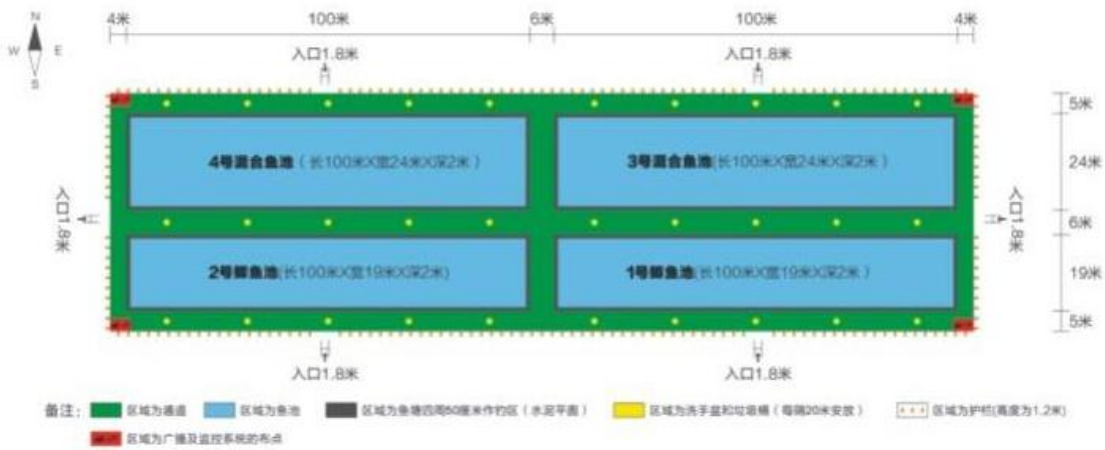 N
4米 100米 6米 100米 4米
W E
S
入口1.8米 入口1.8米
5米
4号混合鱼池（长100米X宽24米X深2米） 3号混合鱼池(长100米X宽24米X深2米)
24米
入口1.8米 入口1.8米
6米
2号鲫鱼池(长100米X宽19米X深2米) 1号鲫鱼池(长100米X宽19米X深2米)
19米
5米
入口1.8米 入口1.8米
备注： 区域为通道 区域为鱼池 区域为鱼塘四周50厘米作钓区（水泥平面） 区域为洗手盆和垃圾桶（每隔20米安放） 区域为护栏(高度为1.2米)
区域为广播及监控系统的布点